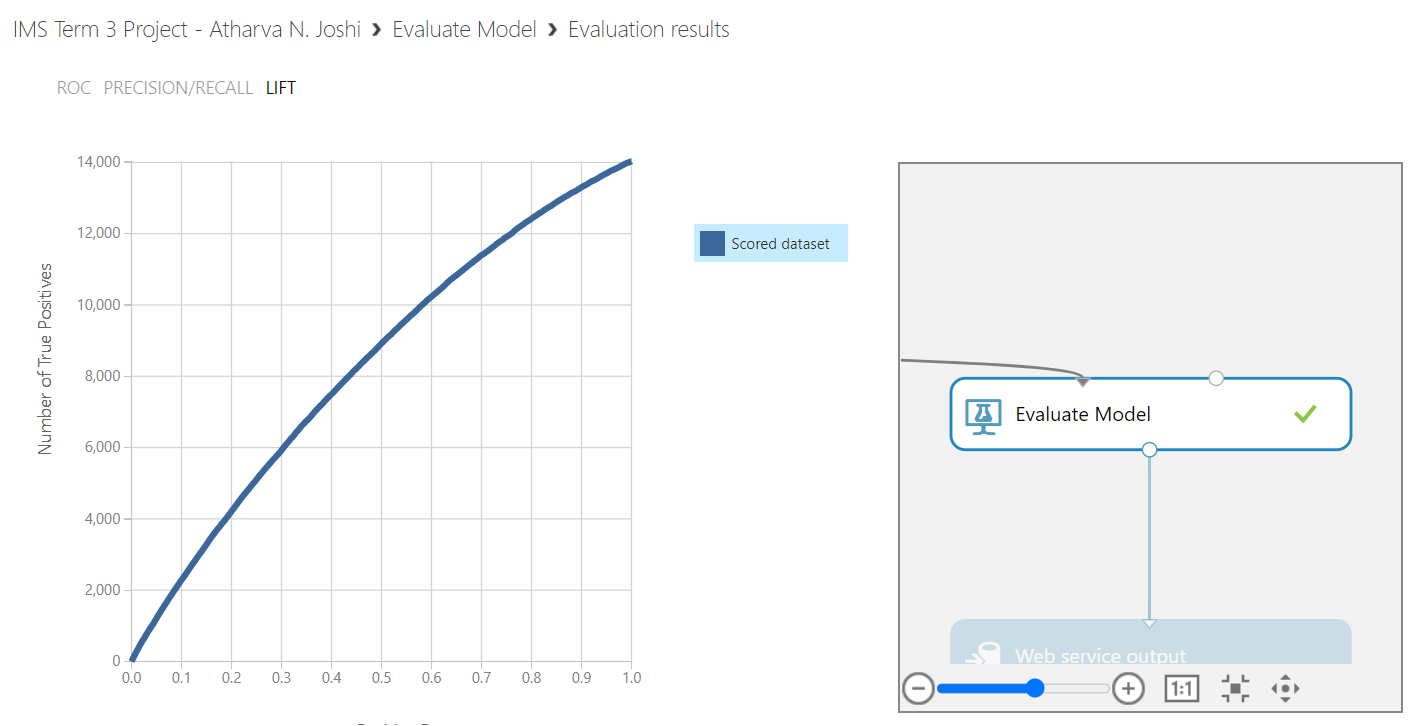 IMS Term 3 Project - Atharva N. Joshi › Evaluate Model › Evaluation results
ROC PRECISION/RECALL LIFT
Number of True Positives
14,000
12,000
10,000
8,000
6,000
4,000
2,000
0
0.0 0.1 0.2 0.3 0.4 0.5 0.6 0.7 0.8 0.9 1.0
Scored dataset
Evaluate Model
Web service output
1:1